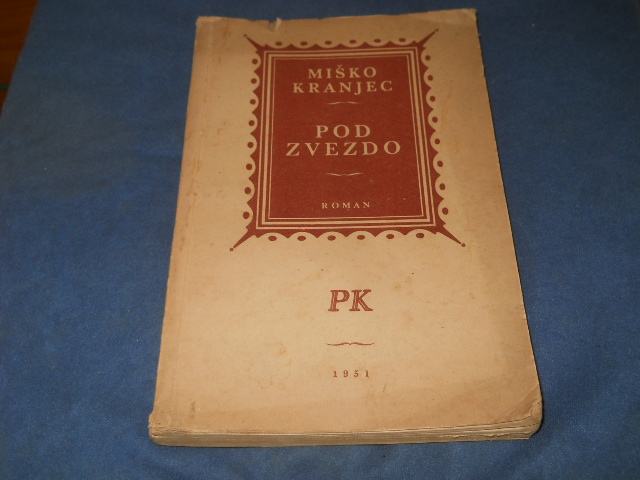 MIŠKO
KRANJEC
POD
ZVEZDO
ROMAN
PK
1951